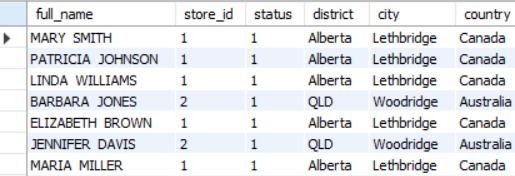 full_name store_id status district city country
MARY SMITH 1 1 Alberta Lethbridge Canada
PATRICIA JOHNSON 1 1 Alberta Lethbridge Canada
LINDA WILLIAMS 1 1 Alberta Lethbridge Canada
BARBARA JONES 2 1 QLD Woodridge Australia
ELIZABETH BROWN 1 1 Alberta Lethbridge Canada
JENNIFER DAVIS 2 1 QLD Woodridge Australia
MARIA MILLER 1 1 Alberta Lethbridge Canada